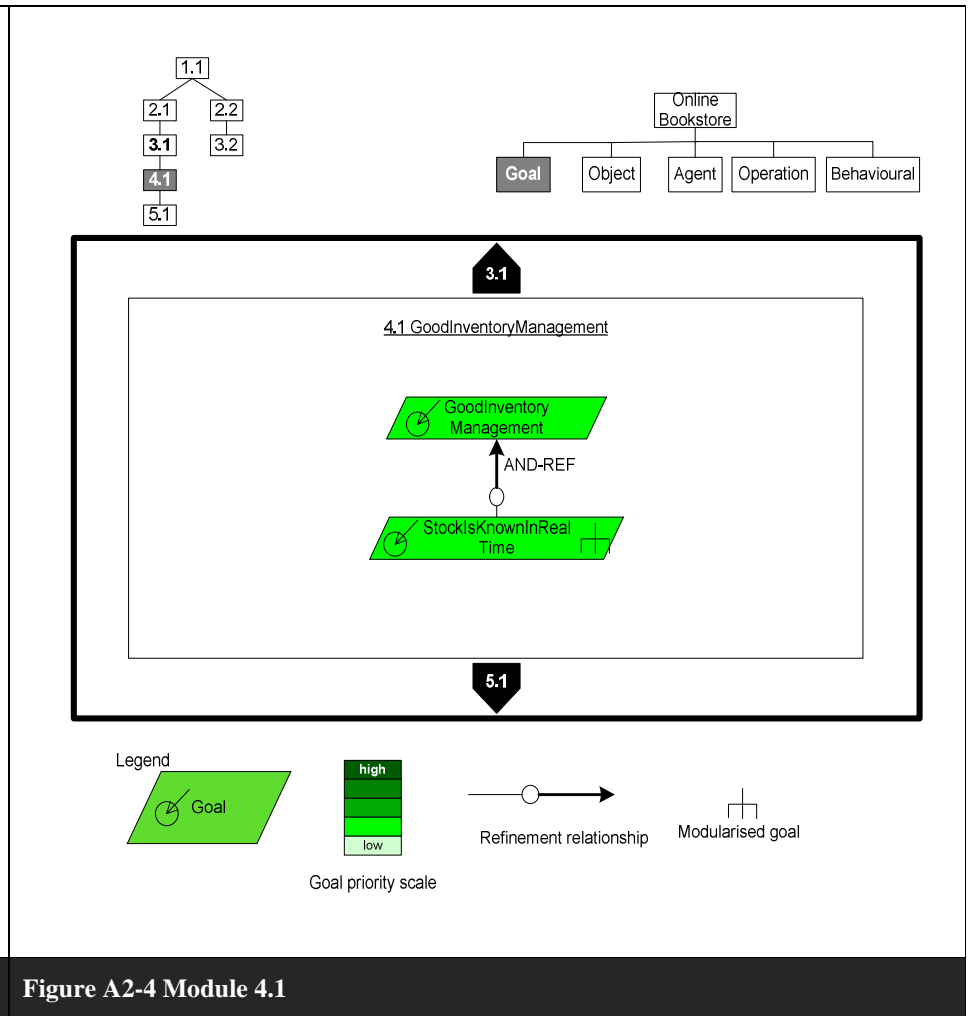 1.1
2.1 2.2
3.1 3.2
4.1
5.1
Online
Bookstore
Goal Object Agent Operation Behavioural
3.1
4.1 GoodInventoryManagement
GoodInventory
Management
AND-REF
StockIsKnownInReal
Time
5.1
Legend
Goal
high
low
Goal priority scale
Refinement relationship
Modularised goal
Figure A2-4 Module 4.1